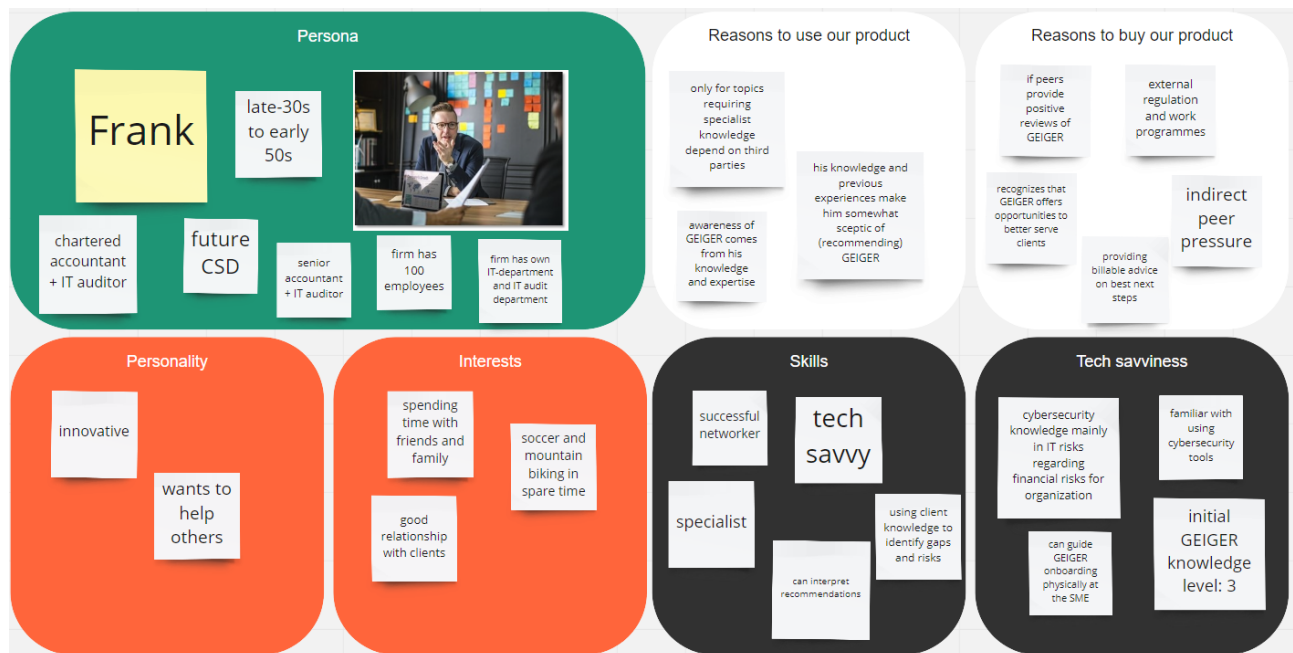 Persona
Frank
late-30s
to early
50s
chartered
accountant
+ IT auditor
future
CSD
senior
accountant
+ IT auditor
firm has
100
employees
firm has own
IT-department
and IT audit
department
Reasons to use our product
only for topics
requiring
specialist
knowledge
depend on third
parties
his knowledge and
previous
experiences make
him somewhat
sceptic of
(recommending)
GEIGER
awareness of
GEIGER comes
from his
knowledge
and expertise
Reasons to buy our product
if peers
provide
positive
reviews of
GEIGER
external
regulation
and work
programmes
recognizes that
GEIGER offers
opportunities to
better serve
clients
indirect
peer
pressure
providing
billable advice
on best next
steps
Personality
innovative
wants to
help
others
Interests
spending
time with
friends and
family
soccer and
mountain
biking in
spare time
good
relationship
with clients
Skills
successful
networker
tech
savvy
specialist
using client
knowledge to
identify gaps
and risks
can interpret
recommendations
Tech savviness
cybersecurity
knowledge mainly
in IT risks
regarding
financial risks for
organization
familiar with
using
cybersecurity
tools
can guide
GEIGER
onboarding
physically at
the SME
initial
GEIGER
knowledge
level: 3